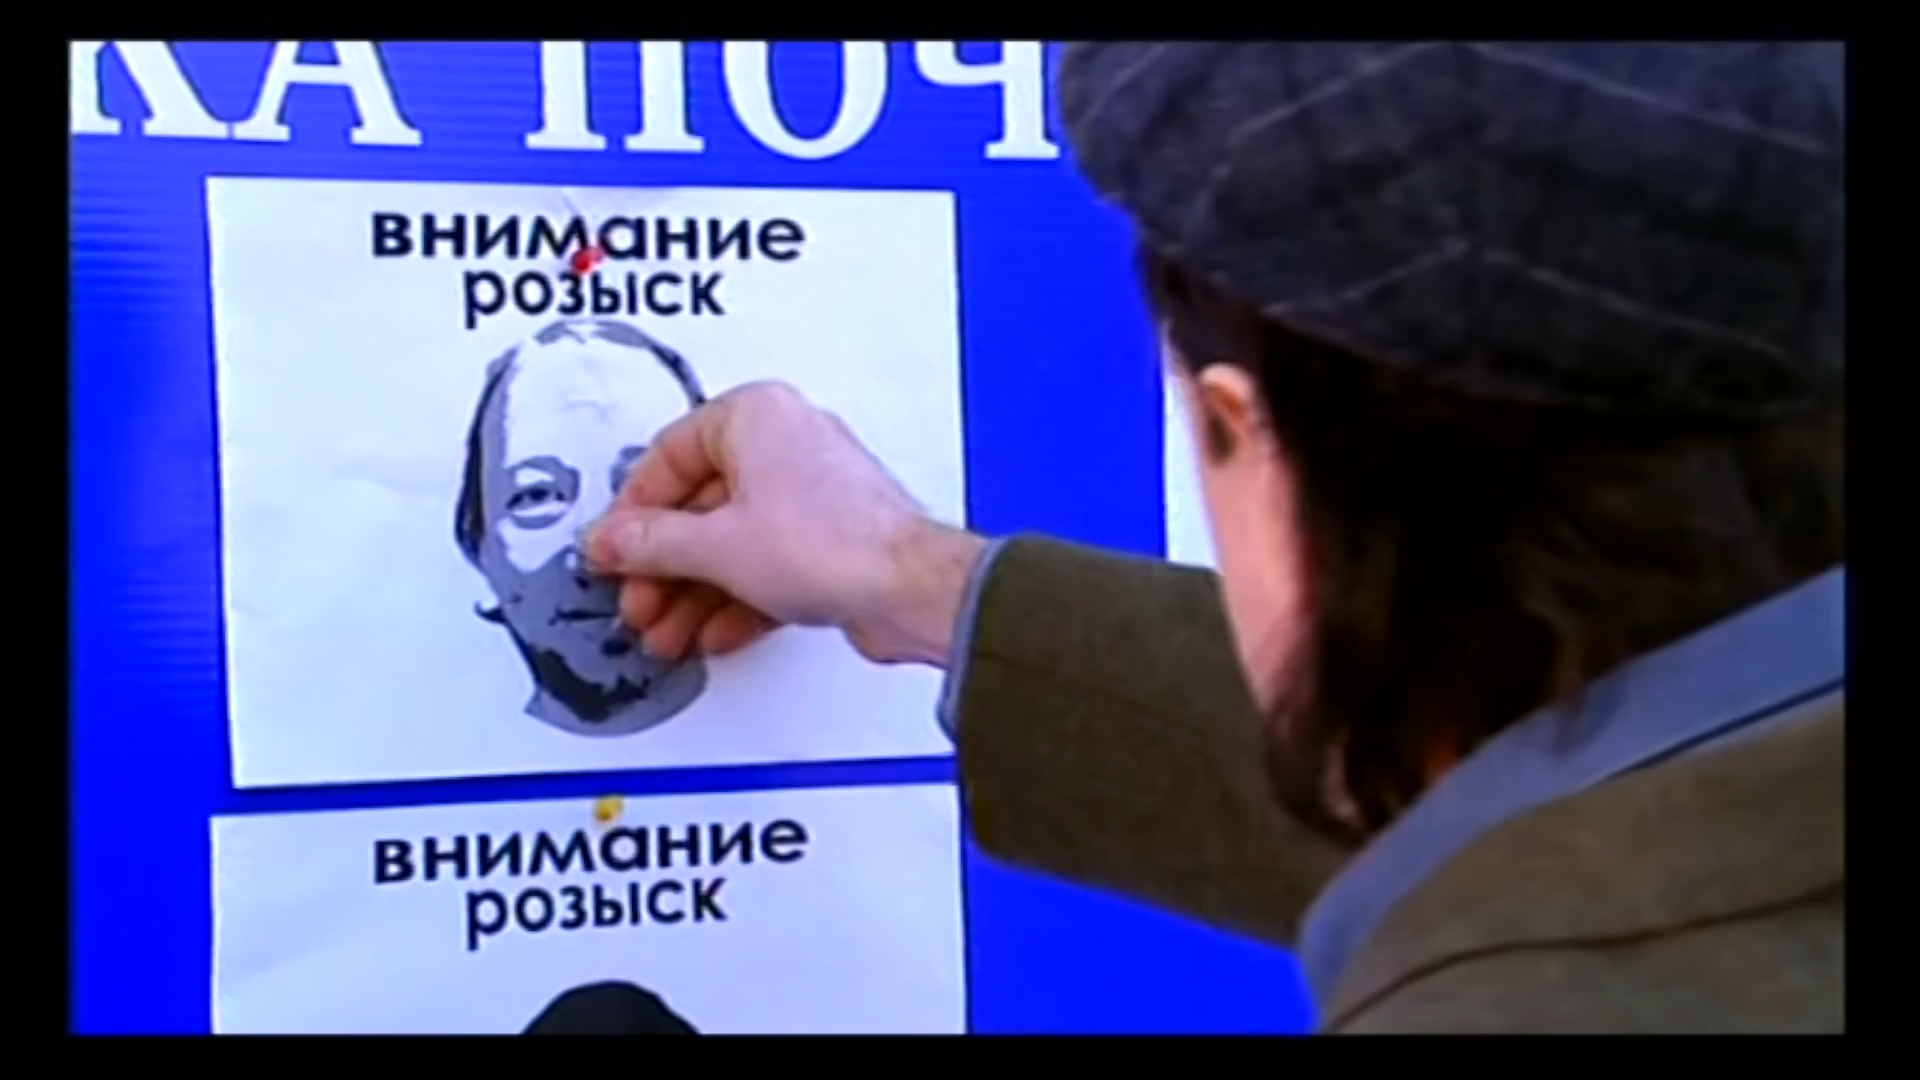 КА ПОЧ
внимание
розыск
внимание
розыск